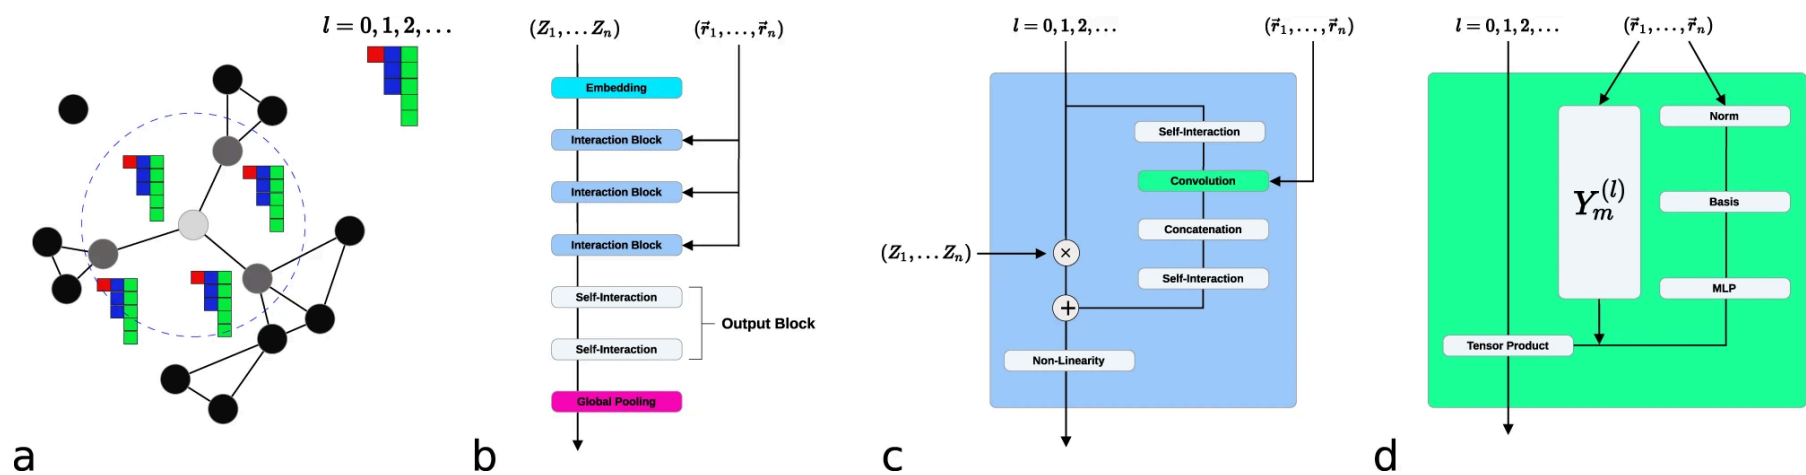 l = 0, 1, 2, . . .
a
(Z₁, . . . Zₙ)
(r⃗₁, . . . , r⃗ₙ)
Embedding
Interaction Block
Interaction Block
Interaction Block
Self-Interaction
Output Block
Self-Interaction
Global Pooling
b
l = 0, 1, 2, . . .
(r⃗₁, . . . , r⃗ₙ)
Self-Interaction
Convolution
Concatenation
(Z₁, . . . Zₙ)
×
Self-Interaction
+
Non-Linearity
c
l = 0, 1, 2, . . .
(r⃗₁, . . . , r⃗ₙ)
Norm
Yₘ⁽ˡ⁾
Basis
MLP
Tensor Product
d